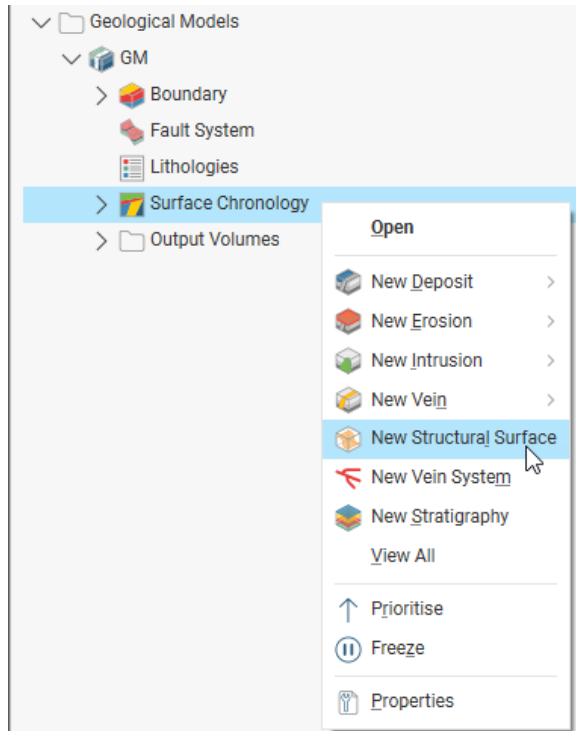 Geological Models
GM
Boundary
Fault System
Lithologies
Surface Chronology
Output Volumes
Open
New Deposit
New Erosion
New Intrusion
New Vein
New Structural Surface
New Vein System
New Stratigraphy
View All
Prioritise
Freeze
Properties